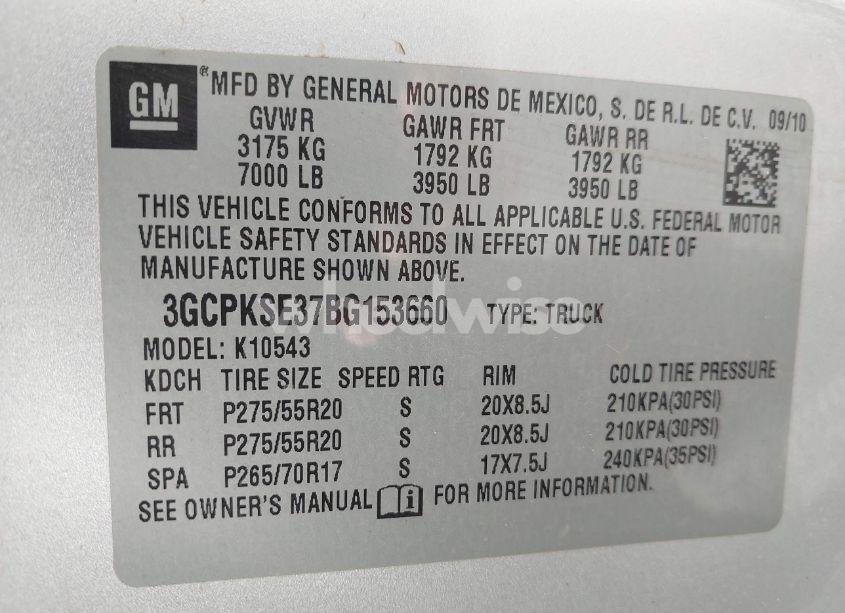 GM
® MFD BY GENERAL MOTORS DE MEXICO, S. DE R.L. DE C.V. 09/10
GVWR GAWR FRT GAWR RR
3175 KG 1792 KG 1792 KG
7000 LB 3950 LB 3950 LB
THIS VEHICLE CONFORMS TO ALL APPLICABLE U.S. FEDERAL MOTOR
VEHICLE SAFETY STANDARDS IN EFFECT ON THE DATE OF
MANUFACTURE SHOWN ABOVE.
3GCPKSE37BG153660 TYPE: TRUCK
wheelwise
MODEL: K10543
KDCH TIRE SIZE SPEED RTG RIM COLD TIRE PRESSURE
FRT P275/55R20 S 20X8.5J 210KPA(30PSI)
RR P275/55R20 S 20X8.5J 210KPA(30PSI)
SPA P265/70R17 S 17X7.5J 240KPA(35PSI)
SEE OWNER'S MANUAL i FOR MORE INFORMATION.